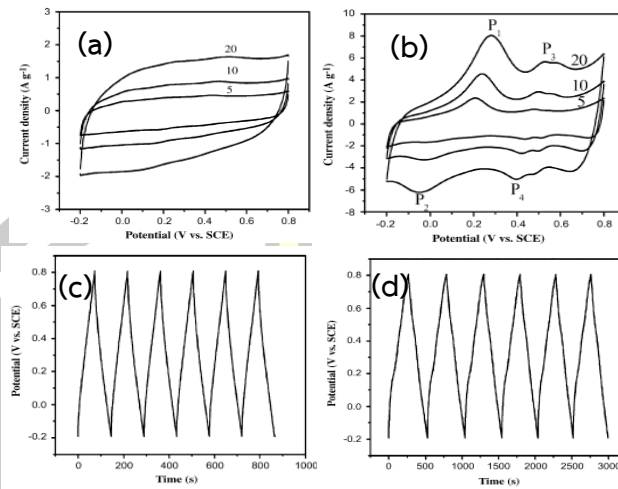 (a)
20
10
5
Current density (A g⁻¹)
3
2
1
0
-1
-2
-3
-0.2 0.0 0.2 0.4 0.6 0.8
Potential (V vs. SCE)
(b)
P₁
P₃
20
10
5
P₂
P₄
Current density (A g⁻¹)
8
6
4
2
0
-2
-4
-6
-8
-0.2 0.0 0.2 0.4 0.6 0.8
Potential (V vs. SCE)
(c)
Potential (V vs, SCE)
0.8
0.6
0.4
0.2
0.0
-0.2
0 200 400 600 800 1000
Time (s)
(d)
Potential (V vs, SCE)
0.8
0.6
0.4
0.2
0.0
-0.2
0 500 1000 1500 2000 2500 3000
Time (s)